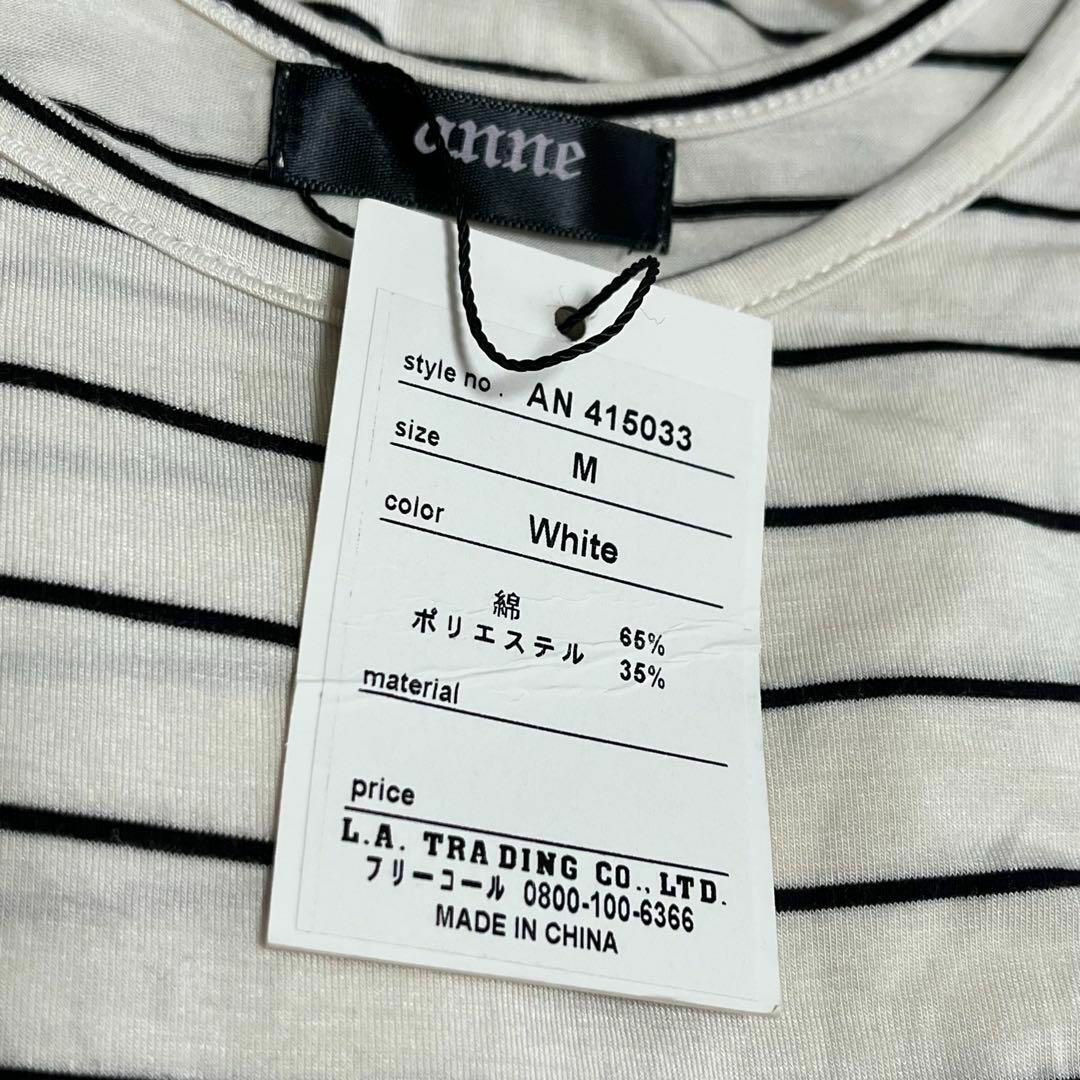 anne
style no. AN 415033
size M
color White
綿 65%
ポリエステル 35%
material
price
L.A. TRADING CO., LTD.
フリーコール 0800-100-6366
MADE IN CHINA